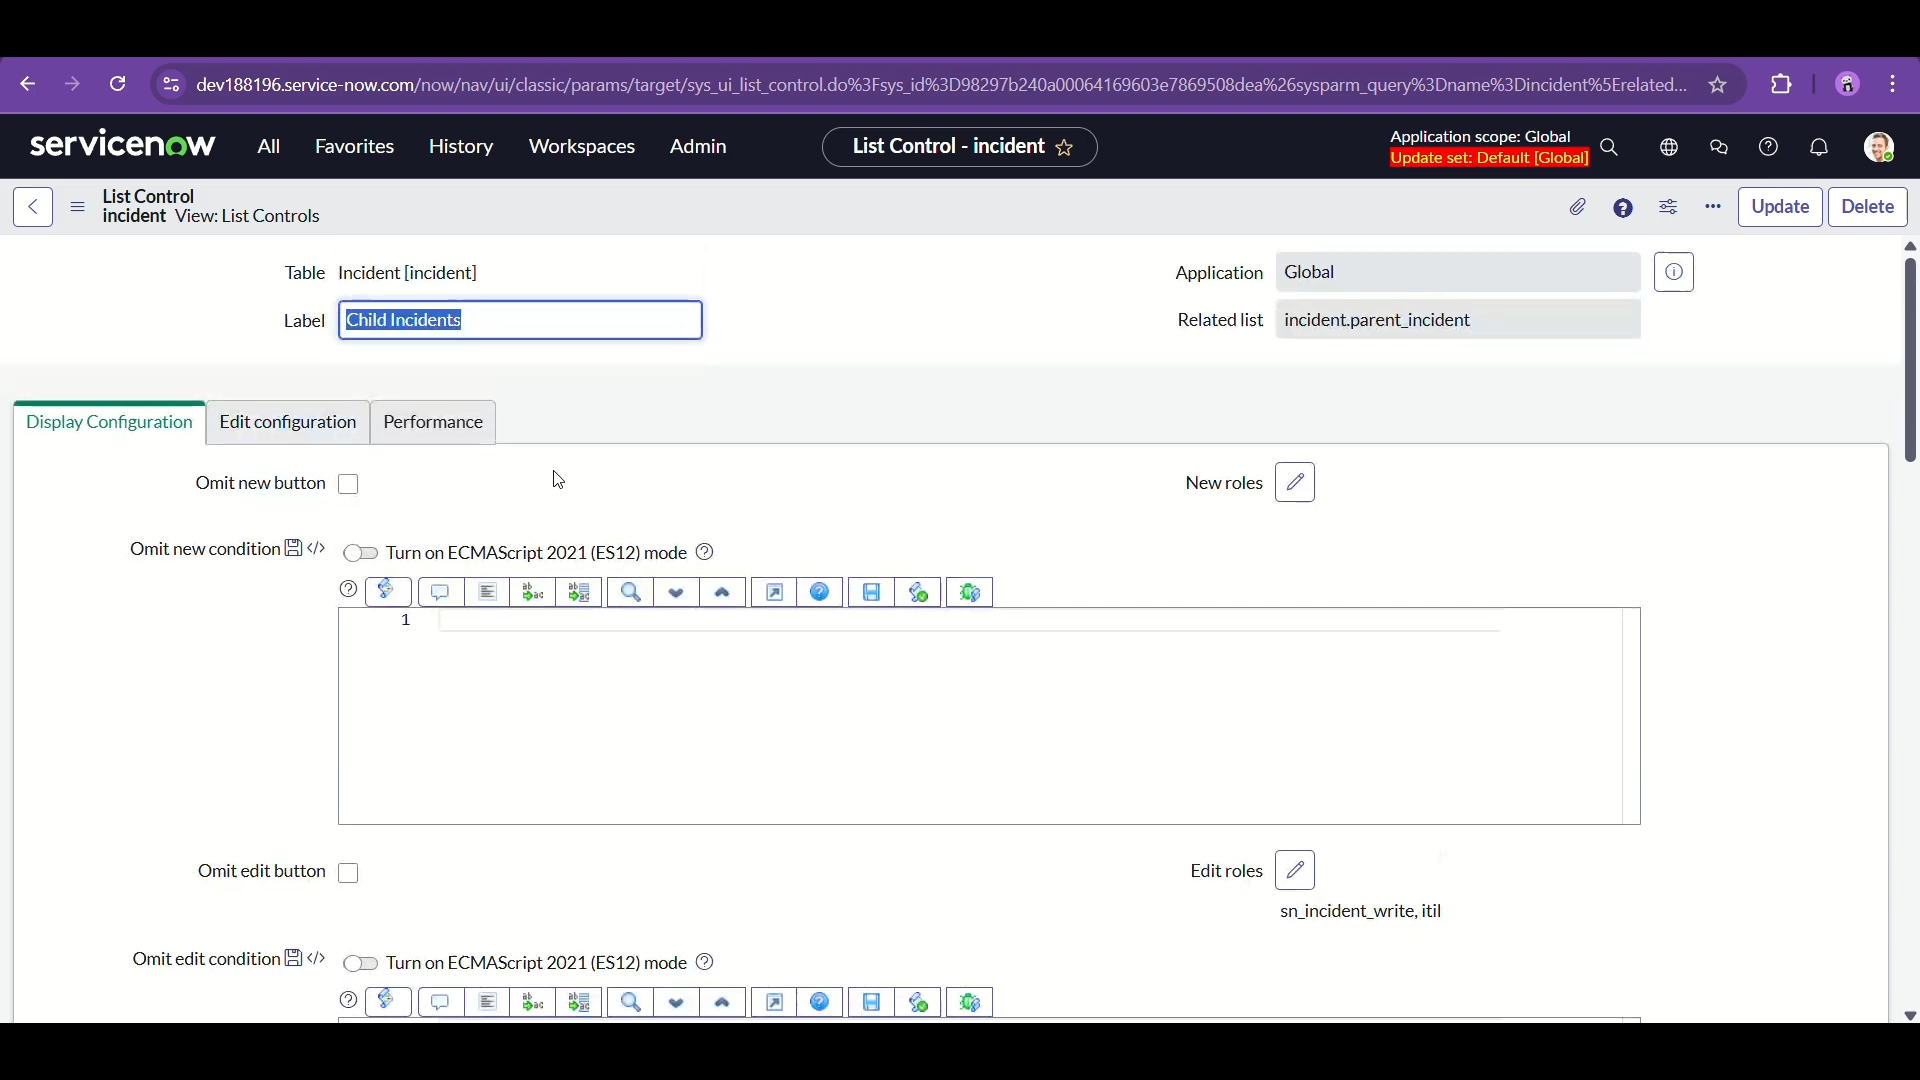 dev188196.service-now.com/now/nav/ui/classic/params/target/sys_ui_list_control.do%3Fsys_id%3D98297b240a00064169603e7869508dea%26sysparm_query%3Dname%3Dincident%5Erelated...
servicenow All Favorites History Workspaces Admin List Control - incident Application scope: Global
Update set: Default [Global]
List Control
incident View: List Controls
Update Delete
Table Incident [incident] Application Global
Label Child Incidents Related list incident.parent_incident
Display Configuration Edit configuration Performance
Omit new button New roles
Omit new condition Turn on ECMAScript 2021 (ES12) mode
1
Omit edit button Edit roles
sn_incident_write, itil
Omit edit condition Turn on ECMAScript 2021 (ES12) mode